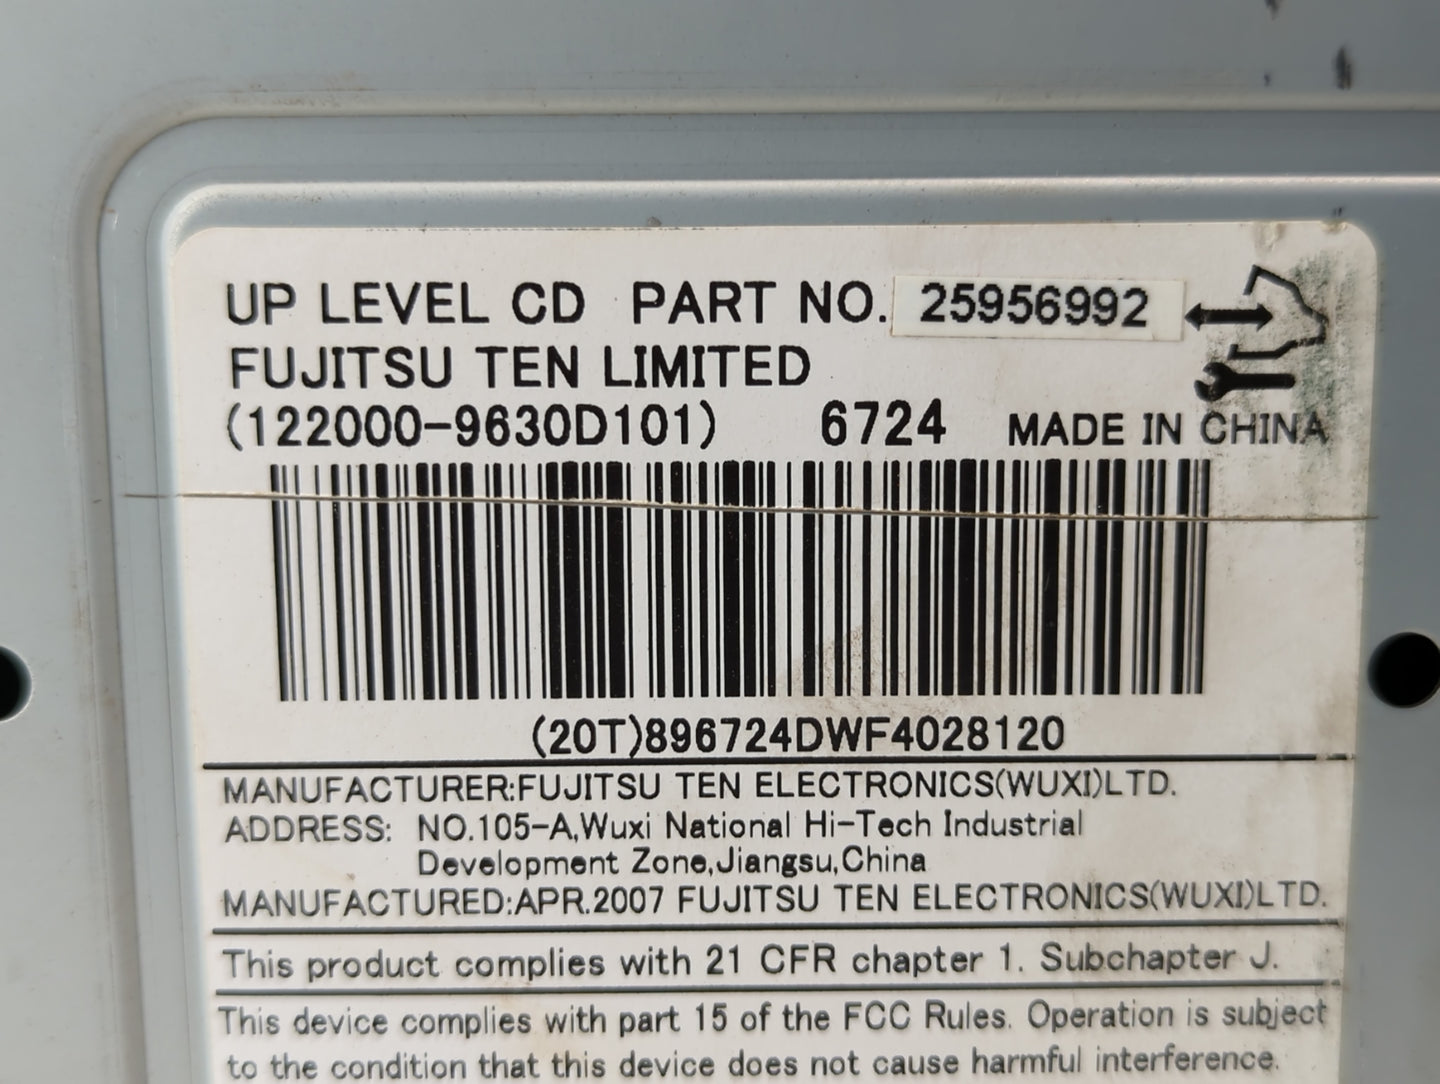 UP LEVEL CD PART NO. 25956992
FUJITSU TEN LIMITED
(122000-9630D101) 6724 MADE IN CHINA
(20T)896724DWF4028120
MANUFACTURER:FUJITSU TEN ELECTRONICS(WUXI)LTD.
ADDRESS: NO.105-A,Wuxi National Hi-Tech Industrial
Development Zone,Jiangsu,China
MANUFACTURED:APR.2007 FUJITSU TEN ELECTRONICS(WUXI)LTD.
This product complies with 21 CFR chapter 1. Subchapter J.
This device complies with part 15 of the FCC Rules. Operation is subject
to the condition that this device does not cause harmful interference.